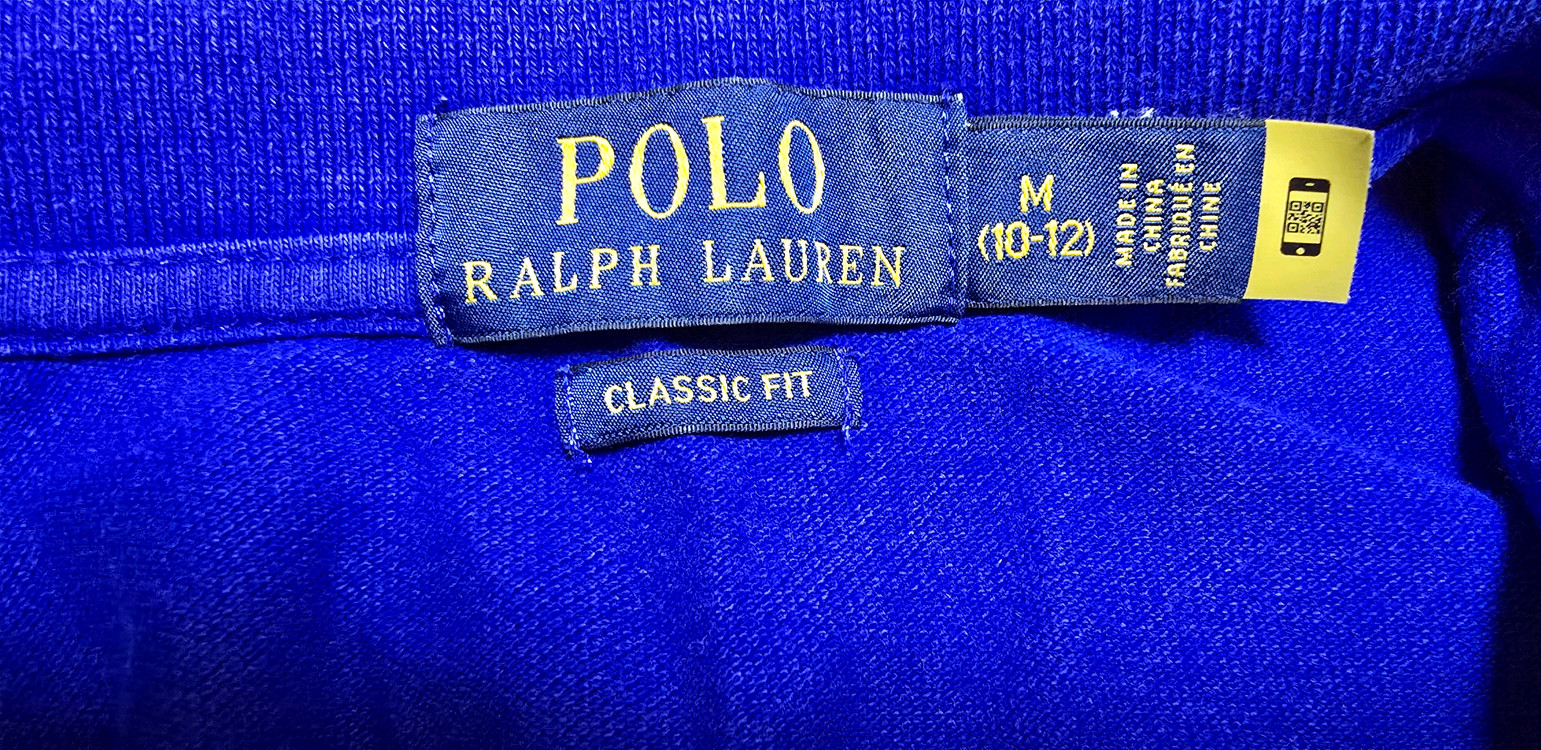 POLO
RALPH LAUREN
M
(10-12)
MADE IN
CHINA
FABRIQUÉ EN
CHINE
CLASSIC FIT